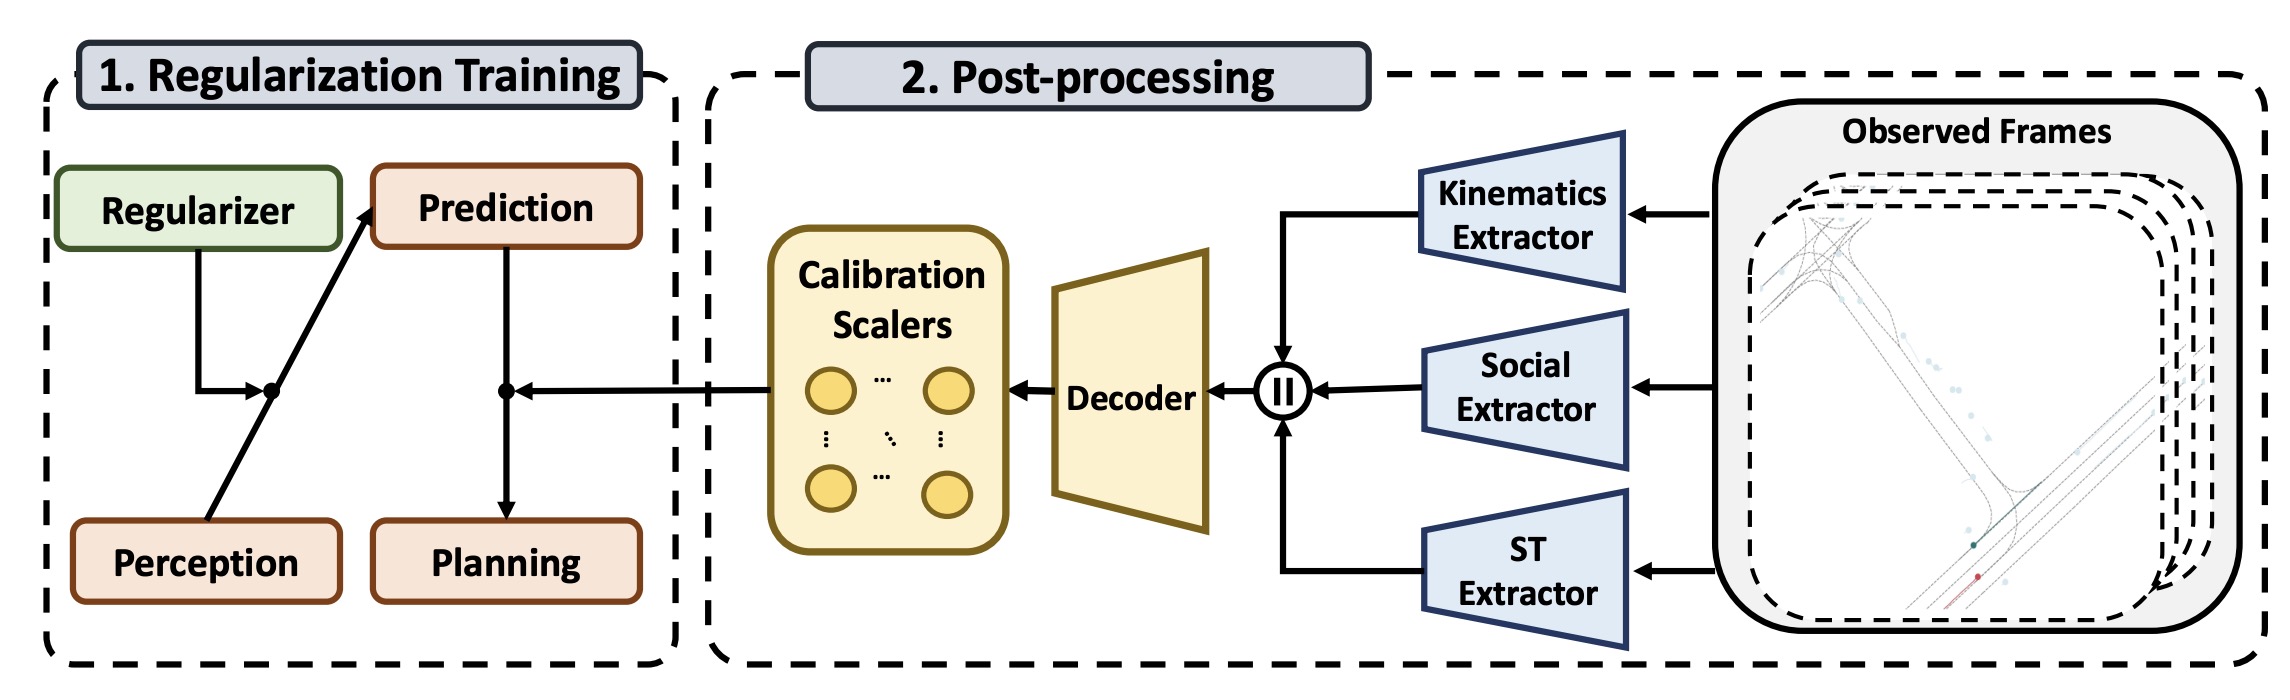 1. Regularization Training
Regularizer
Prediction
Perception
Planning
2. Post-processing
Calibration
Scalers
...
...
Decoder
Kinematics
Extractor
Social
Extractor
ST
Extractor
Observed Frames